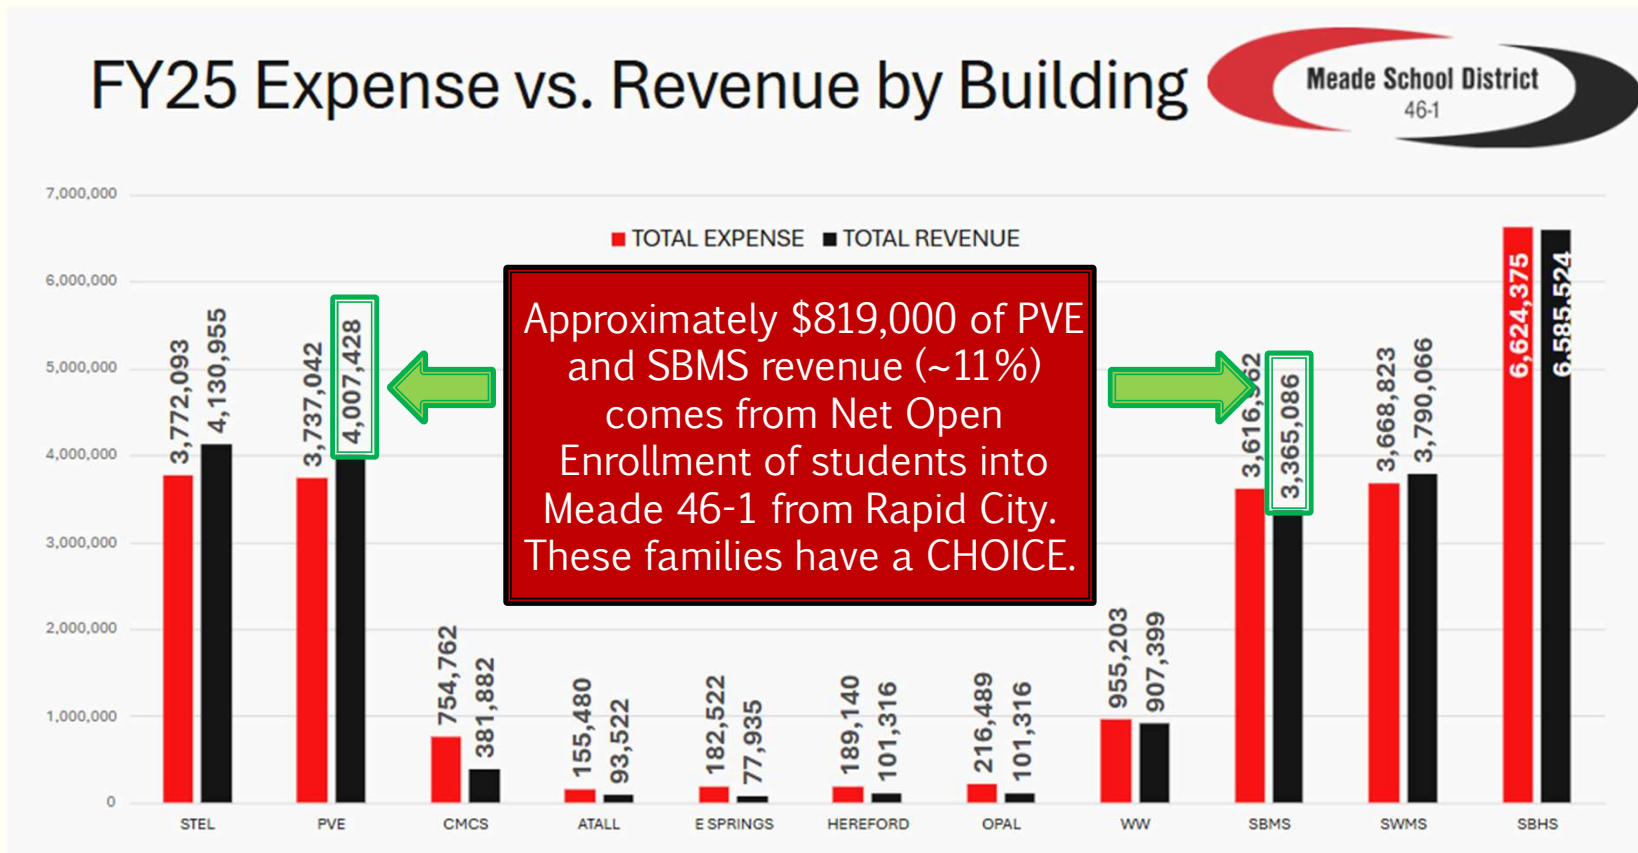 FY25 Expense vs. Revenue by Building
Meade School District
46-1
7,000,000
6,000,000
5,000,000
4,000,000
3,000,000
2,000,000
1,000,000
0
TOTAL EXPENSE TOTAL REVENUE
Approximately $819,000 of PVE
and SBMS revenue (~11%)
comes from Net Open
Enrollment of students into
Meade 46-1 from Rapid City.
These families have a CHOICE.
3,772,093
4,130,955
3,737,042
4,007,428
754,762
381,882
155,480
93,522
182,522
77,935
189,140
101,316
216,489
101,316
955,203
907,399
3,365,086
3,668,823
3,790,066
6,624,375
6,585,524
STEL
PVE
CMCS
ATALL
E SPRINGS
HEREFORD
OPAL
WW
SBMS
SWMS
SBHS